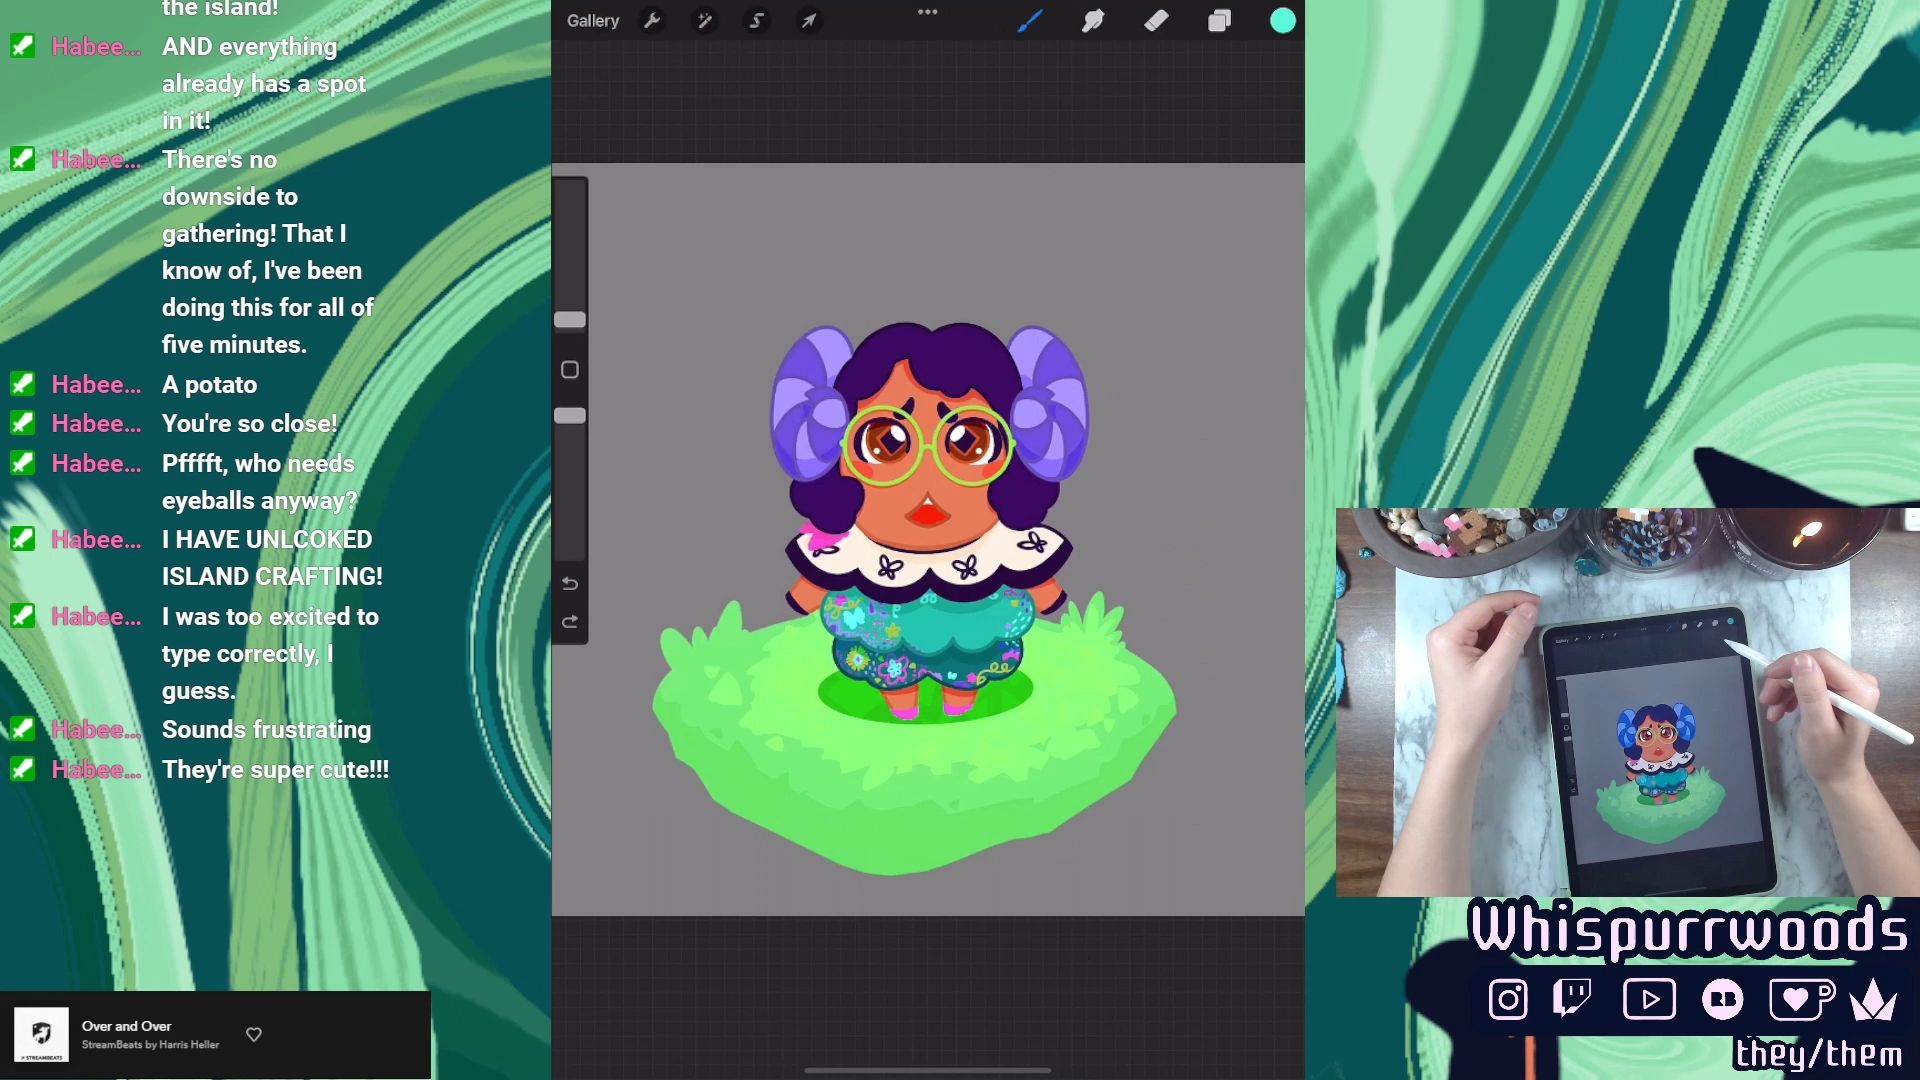 the island!
Habee... AND everything
already has a spot
in it!
Habee... There's no
downside to
gathering! That I
know of, I've been
doing this for all of
five minutes.
Habee... A potato
Habee... You're so close!
Habee... Pfffft, who needs
eyeballs anyway?
Habee... I HAVE UNLCOKED
ISLAND CRAFTING!
Habee... I was too excited to
type correctly, I
guess.
Habee... Sounds frustrating
Habee... They're super cute!!!
Over and Over
StreamBeats by Harris Heller
STREAMBEATS
Gallery
Whispurrwoods
they/them